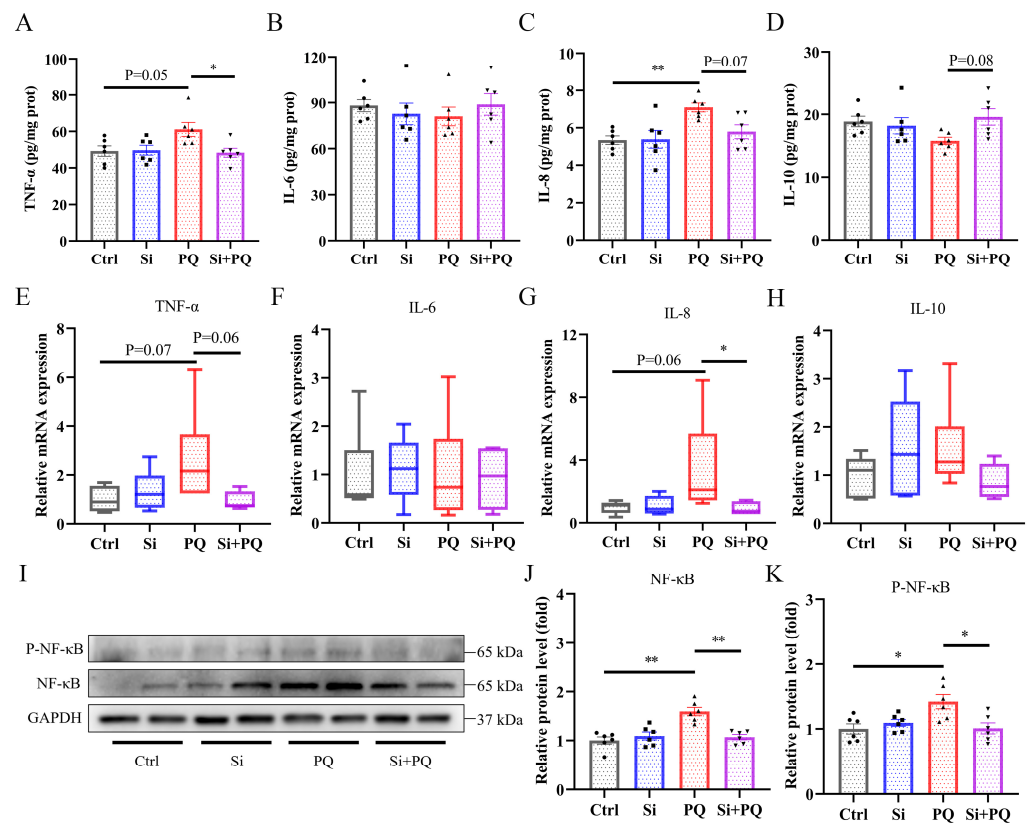 A
TNF-α (pg/mg prot)
100
80
60
40
20
0
P=0.05
*
Ctrl Si PQ Si+PQ
B
IL-6 (pg/mg prot)
120
90
60
30
0
Ctrl Si PQ Si+PQ
C
IL-8 (pg/mg prot)
10
8
6
4
2
0
**
P=0.07
Ctrl Si PQ Si+PQ
D
IL-10 (pg/mg prot)
30
20
10
0
P=0.08
Ctrl Si PQ Si+PQ
E
TNF-α
Relative mRNA expression
8
6
4
2
0
P=0.07
P=0.06
Ctrl Si PQ Si+PQ
F
IL-6
Relative mRNA expression
4
3
2
1
0
Ctrl Si PQ Si+PQ
G
IL-8
Relative mRNA expression
12
8
4
0
P=0.06
*
Ctrl Si PQ Si+PQ
H
IL-10
Relative mRNA expression
4
3
2
1
0
Ctrl Si PQ Si+PQ
I
P-NF-κB
65 kDa
NF-κB
65 kDa
GAPDH
37 kDa
Ctrl Si PQ Si+PQ
J
NF-κB
Relative protein level (fold)
4
3
2
1
0
**
**
Ctrl Si PQ Si+PQ
K
P-NF-κB
Relative protein level (fold)
3
2
1
0
*
*
Ctrl Si PQ Si+PQ